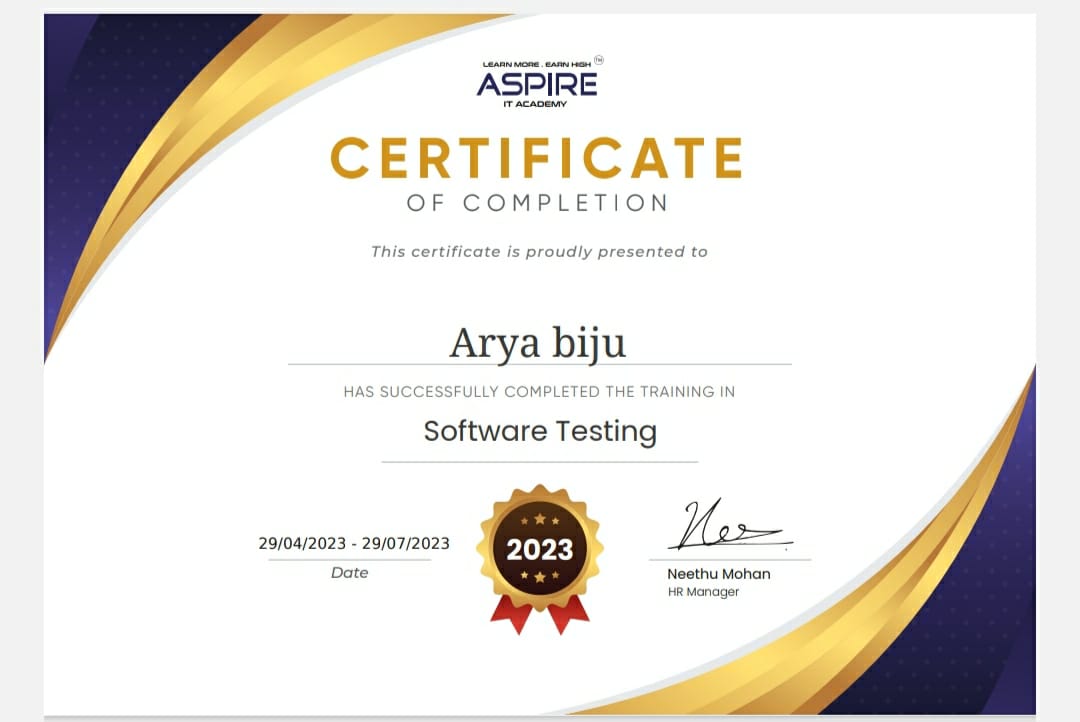 LEARN MORE . EARN HIGH TM
ASPIRE
IT ACADEMY
CERTIFICATE
OF COMPLETION
This certificate is proudly presented to
Arya biju
HAS SUCCESSFULLY COMPLETED THE TRAINING IN
Software Testing
2023
29/04/2023 - 29/07/2023
Date
Neethu Mohan
HR Manager